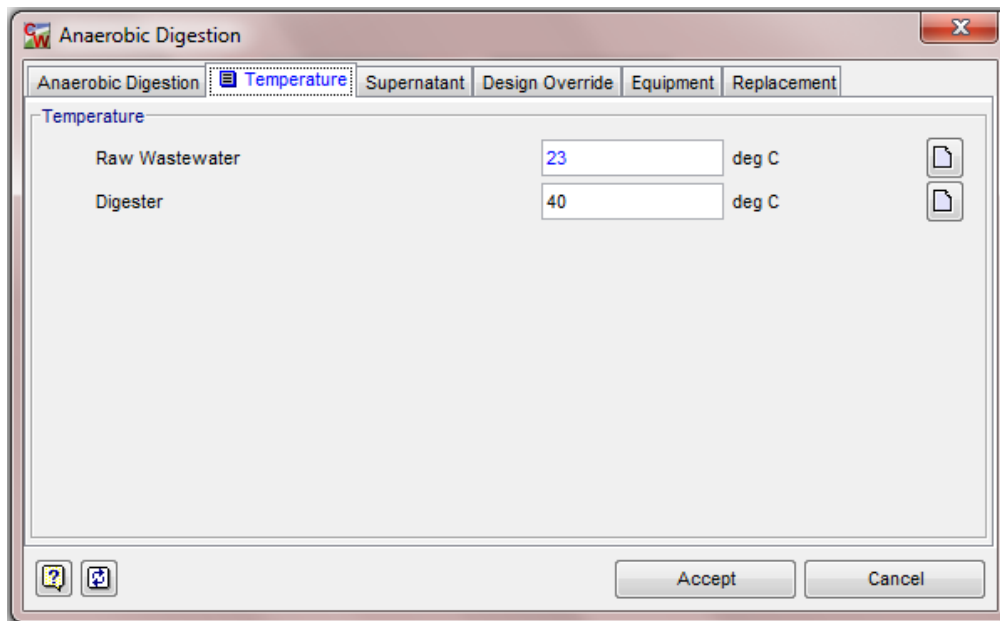 CW Anaerobic Digestion X
Anaerobic Digestion Temperature Supernatant Design Override Equipment Replacement
Temperature
Raw Wastewater 23 deg C
Digester 40 deg C
? Accept Cancel